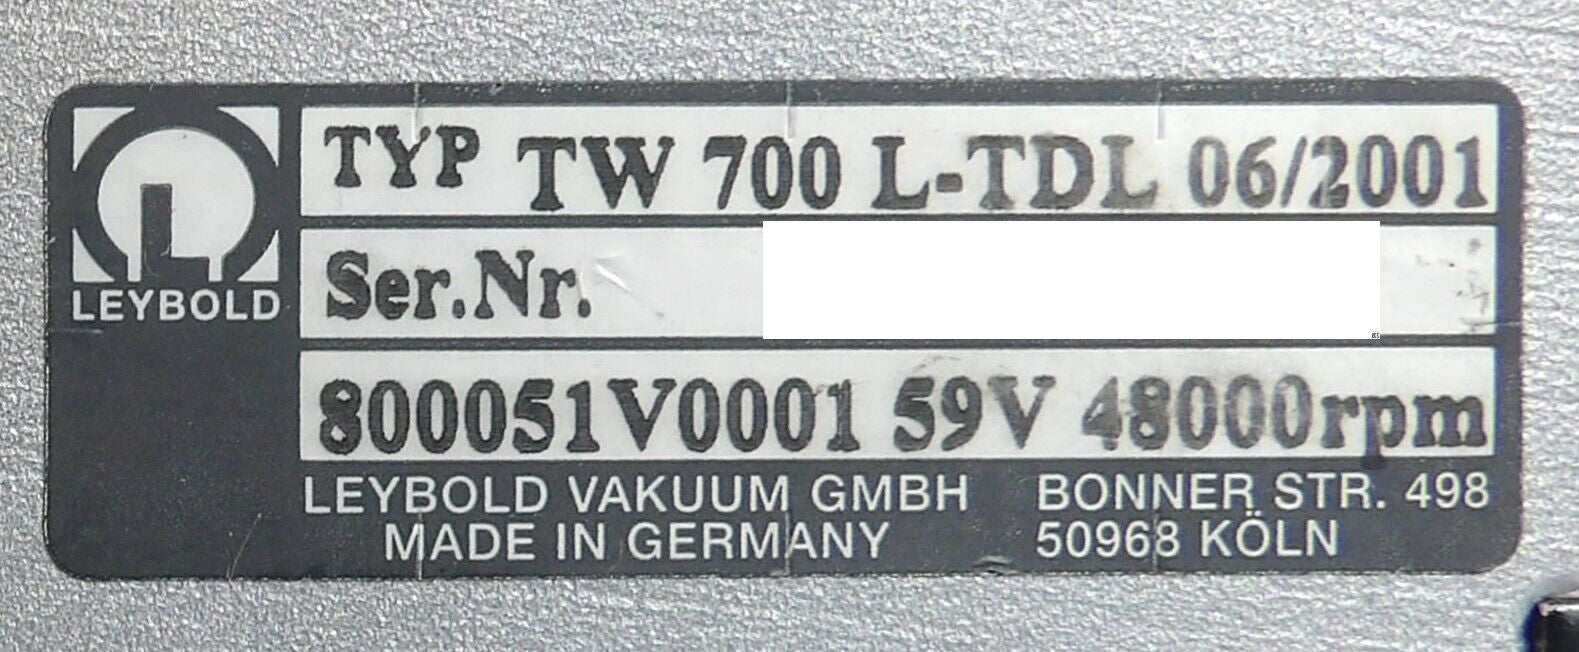 TYP TW 700 L-TDL 06/2001
Ser.Nr.
LEYBOLD
800051V0001 59V 48000rpm
LEYBOLD VAKUUM GMBH BONNER STR. 498
MADE IN GERMANY 50968 KÖLN